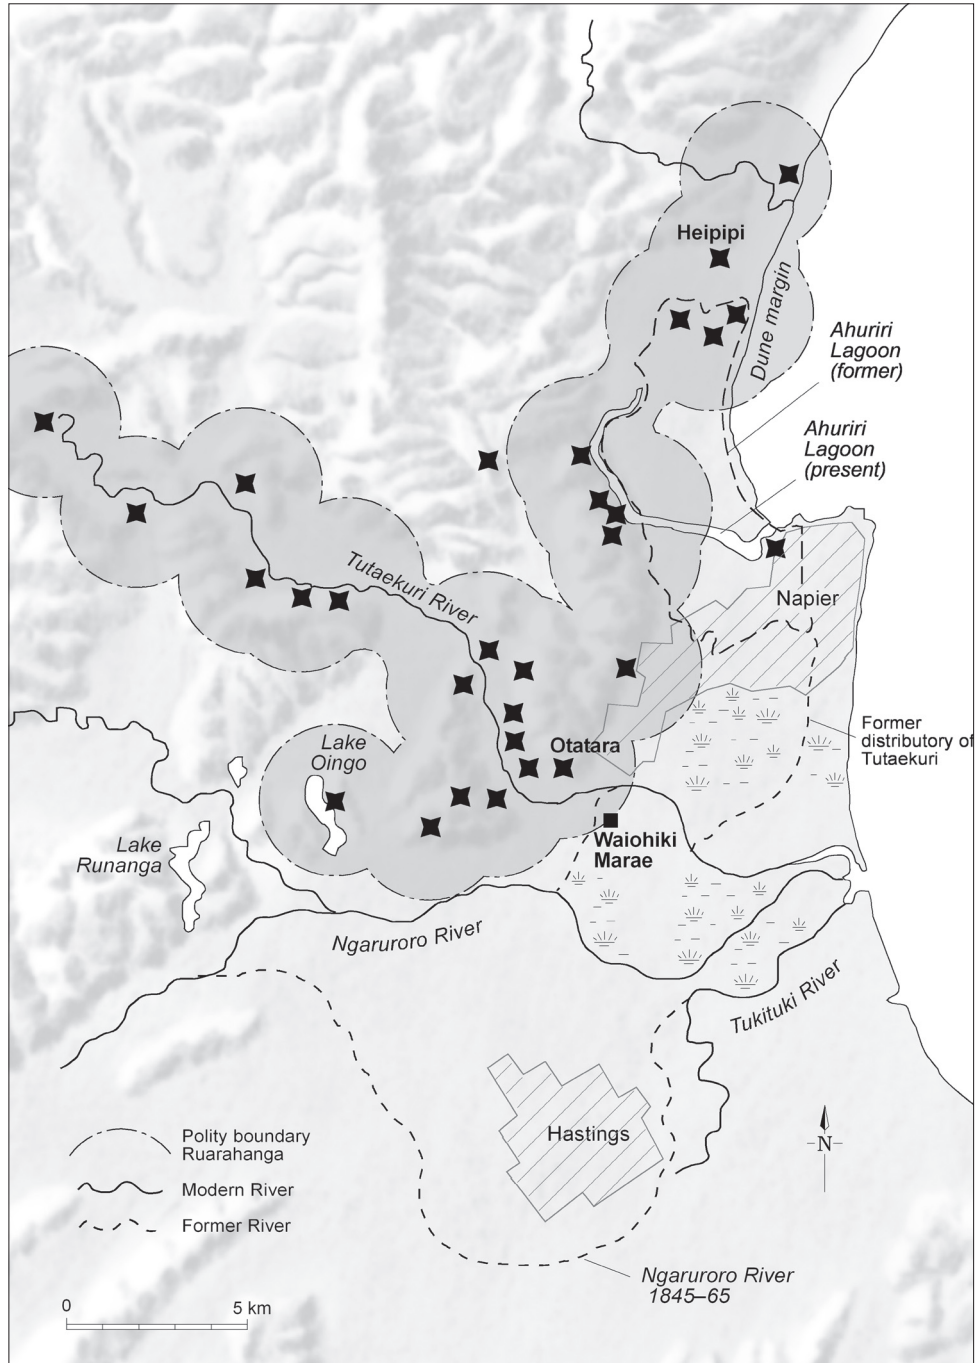 Heipipi
Dune margin
Ahuriri
Lagoon
(former)
Ahuriri
Lagoon
(present)
Tutaekuri River
Napier
Former
distributory of
Tutaekuri
Lake
Oingo
Otatara
Lake
Runanga
Waiohiki
Marae
Ngaruroro River
Tukituki River
Hastings
N
Polity boundary
Ruarahanga
Modern River
Former River
Ngaruroro River
1845–65
0 5 km